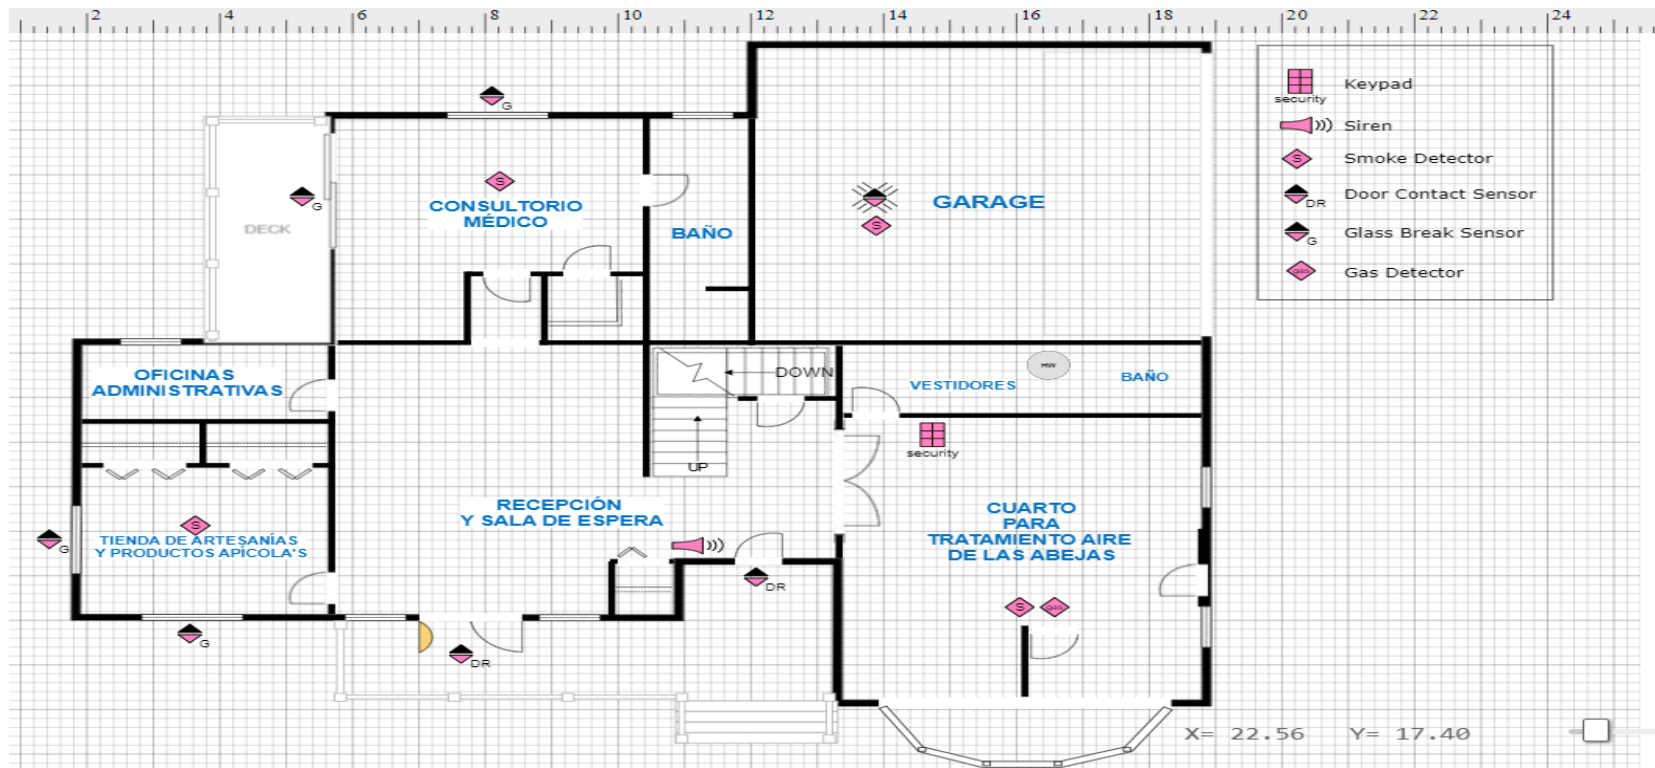 2 4 6 8 10 12 14 16 18 20 22 24
security
Keypad
Siren
S
Smoke Detector
DR
Door Contact Sensor
G
Glass Break Sensor
GAS
Gas Detector
G
S
CONSULTORIO
MÉDICO
G
DECK
BAÑO
S
GARAGE
OFICINAS
ADMINISTRATIVAS
DOWN
UP
VESTIDORES
HW
BAÑO
security
RECEPCIÓN
Y SALA DE ESPERA
S
TIENDA DE ARTESANÍAS
Y PRODUCTOS APÍCOLA'S
G
G
DR
DR
CUARTO
PARA
TRATAMIENTO AIRE
DE LAS ABEJAS
S GAS
X= 22.56 Y= 17.40